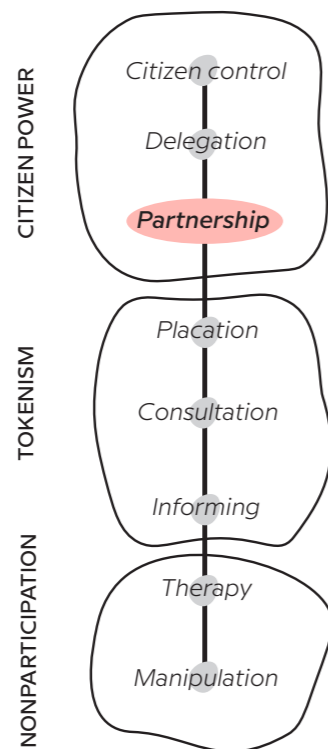 CITIZEN POWER
Citizen control
Delegation
Partnership
TOKENISM
Placation
Consultation
Informing
NONPARTICIPATION
Therapy
Manipulation